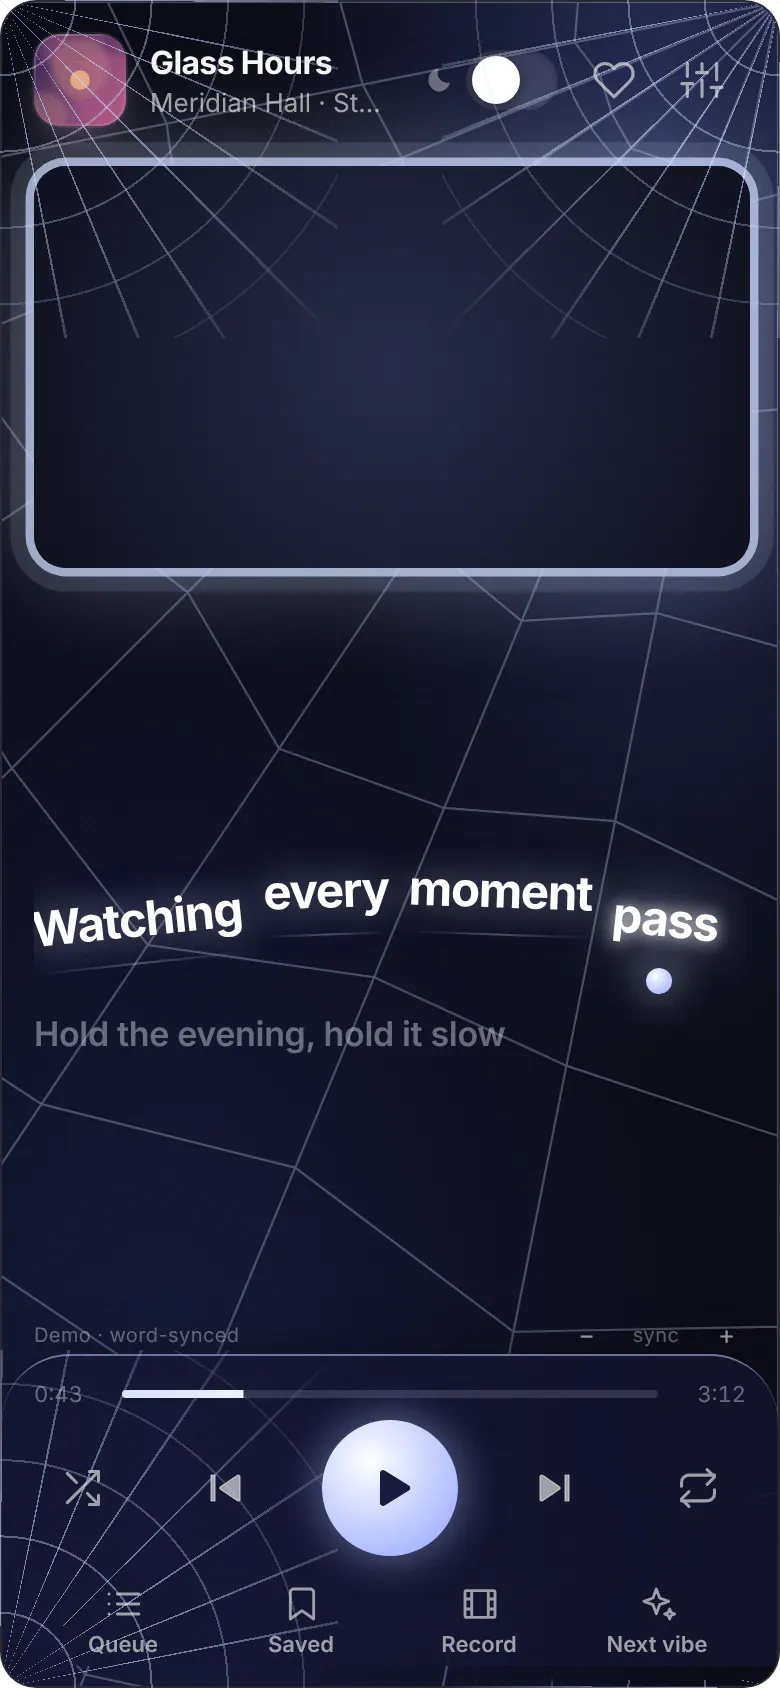 Glass Hours
Meridian Hall · St...
Watching every moment pass
Hold the evening, hold it slow
Demo · word-synced
− sync +
0:43 3:12
Queue Saved Record Next vibe